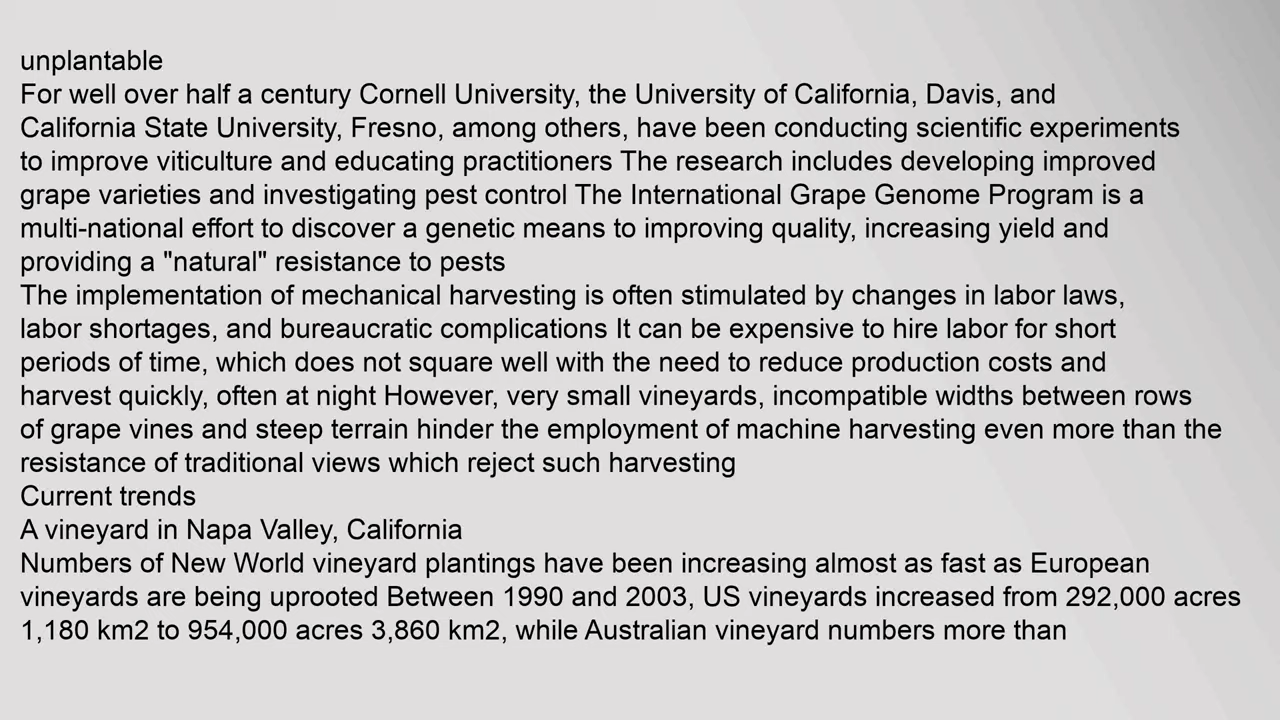 unplantable
For well over half a century Cornell University, the University of California, Davis, and
California State University, Fresno, among others, have been conducting scientific experiments
to improve viticulture and educating practitioners The research includes developing improved
grape varieties and investigating pest control The International Grape Genome Program is a
multi-national effort to discover a genetic means to improving quality, increasing yield and
providing a "natural" resistance to pests
The implementation of mechanical harvesting is often stimulated by changes in labor laws,
labor shortages, and bureaucratic complications It can be expensive to hire labor for short
periods of time, which does not square well with the need to reduce production costs and
harvest quickly, often at night However, very small vineyards, incompatible widths between rows
of grape vines and steep terrain hinder the employment of machine harvesting even more than the
resistance of traditional views which reject such harvesting
Current trends
A vineyard in Napa Valley, California
Numbers of New World vineyard plantings have been increasing almost as fast as European
vineyards are being uprooted Between 1990 and 2003, US vineyards increased from 292,000 acres
1,180 km2 to 954,000 acres 3,860 km2, while Australian vineyard numbers more than